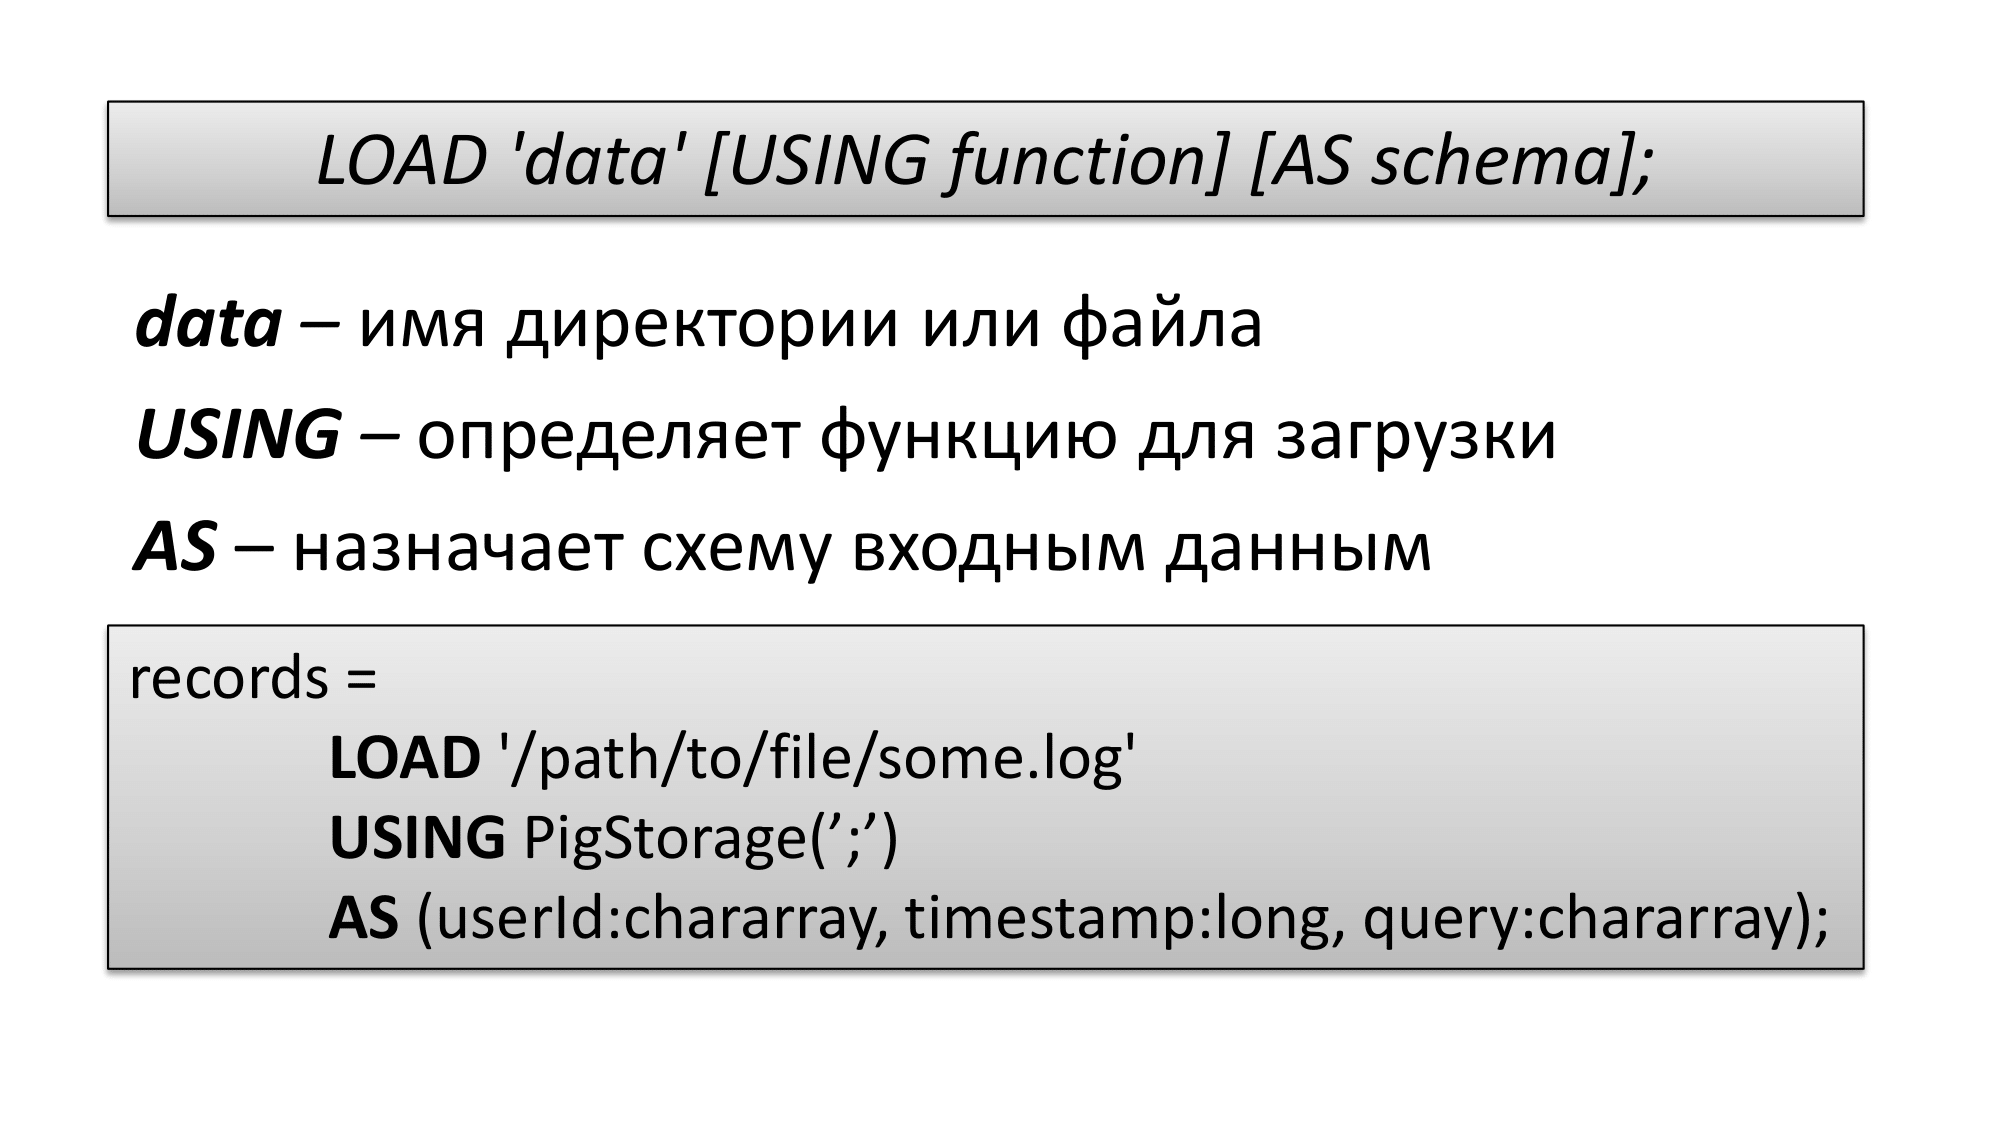 LOAD 'data' [USING function] [AS schema];
data – имя директории или файла
USING – определяет функцию для загрузки
AS – назначает схему входным данным
records =
LOAD '/path/to/file/some.log'
USING PigStorage(’;’)
AS (userId:chararray, timestamp:long, query:chararray);